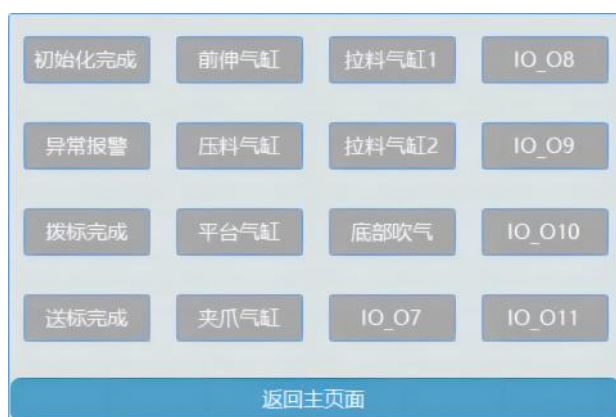 初始化完成 前伸气缸 拉料气缸1 IO_O8
异常报警 压料气缸 拉料气缸2 IO_O9
拨标完成 平台气缸 底部吹气 IO_O10
送标完成 夹爪气缸 IO_O7 IO_O11
返回主页面